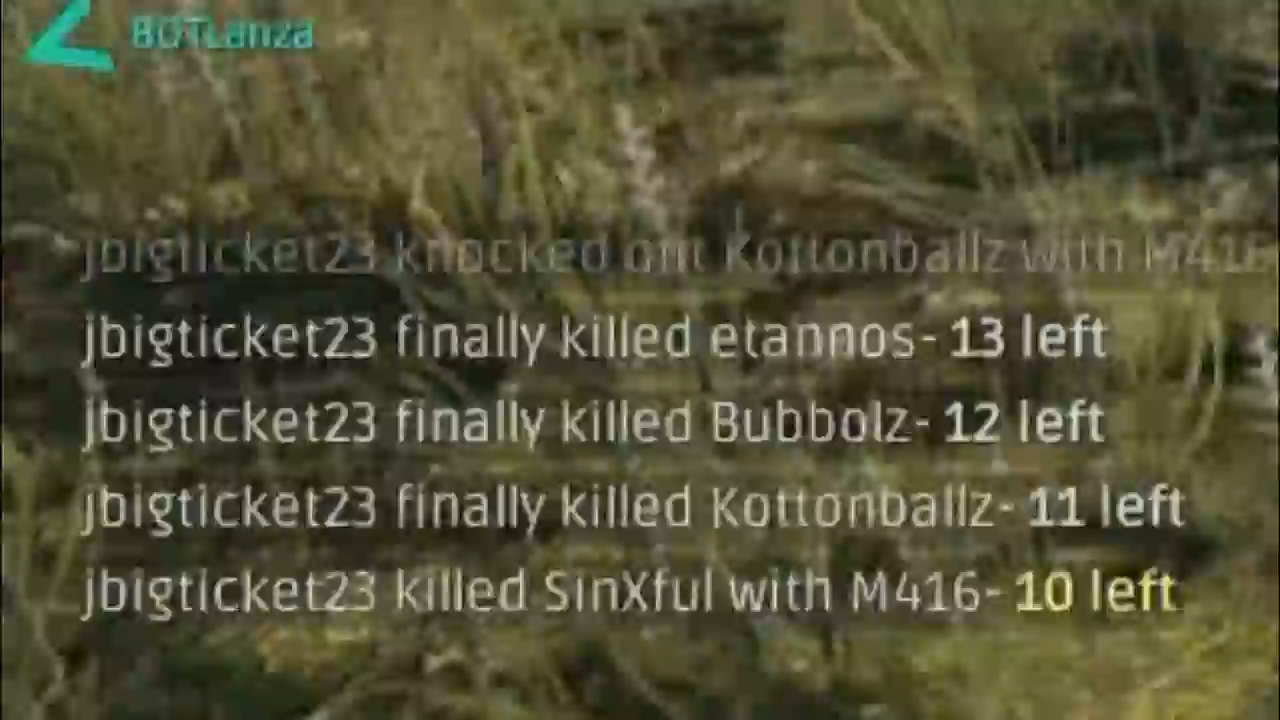 BOTLanza
jbigticket23 knocked out Kottonballz with M416
jbigticket23 finally killed etannos- 13 left
jbigticket23 finally killed Bubbolz- 12 left
jbigticket23 finally killed Kottonballz- 11 left
jbigticket23 killed SinXful with M416- 10 left